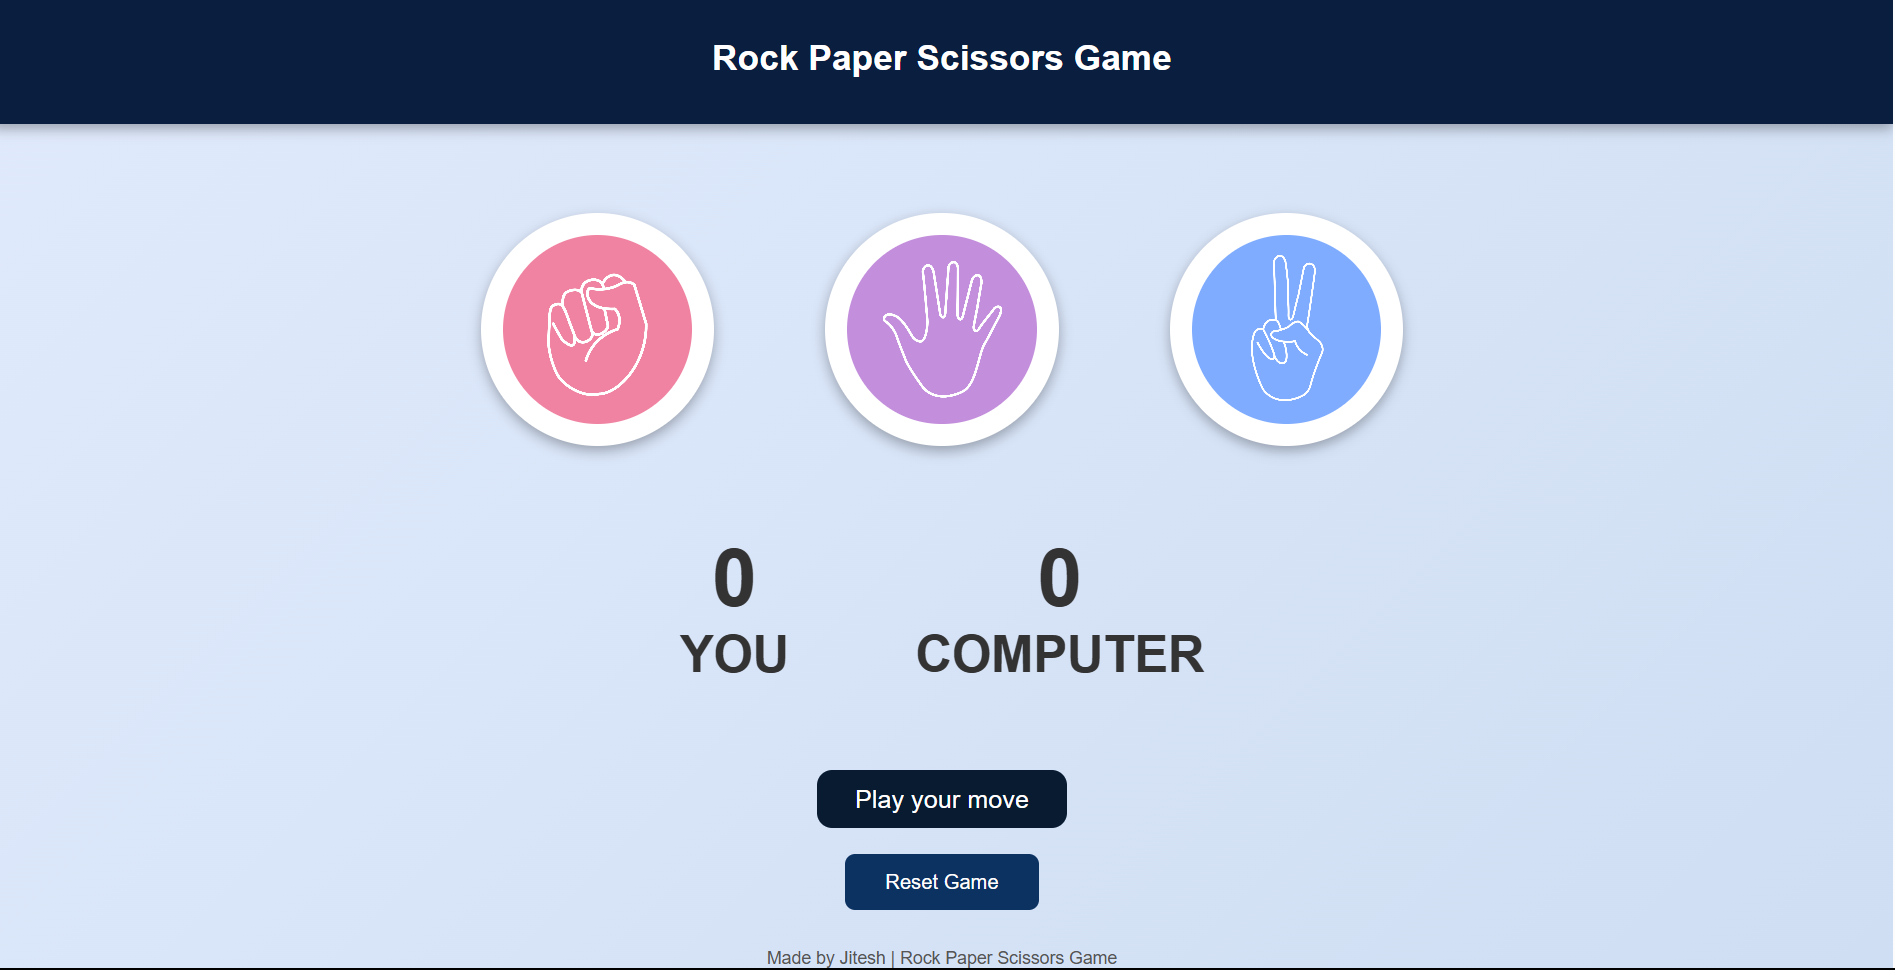 Rock Paper Scissors Game
0
0
YOU
COMPUTER
Play your move
Reset Game
Made by Jitesh | Rock Paper Scissors Game